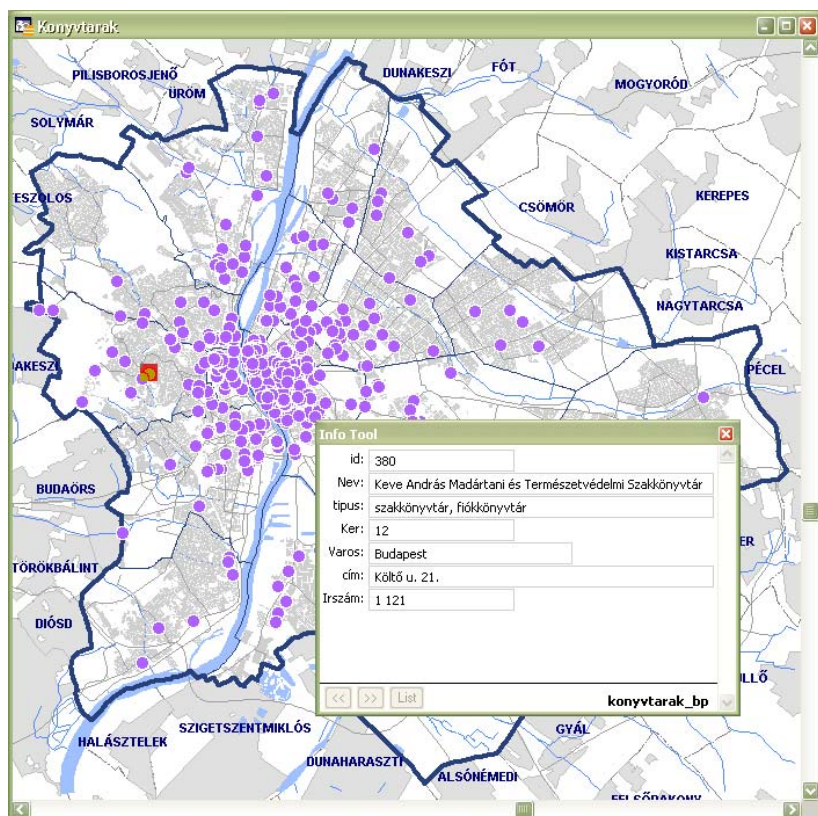 Konyvtarak
PILISBOROSJENŐ
ÜRÖM
DUNAKESZI
FÓT
MOGYORÓD
SOLYMÁR
TESZOLOS
CSÖMÖR
KEREPES
KISTARCSA
NAGYTARCSA
AKESZI
PÉCEL
Info Tool
id: 380
Nev: Keve András Madártani és Természetvédelmi Szakkönyvtár
tipus: szakkönyvtár, fiókkönyvtár
Ker: 12
Varos: Budapest
cím: Költő u. 21.
Irszám: 1 121
<< >> List
konyvtarak_bp
BUDAÖRS
ER
TÖRÖKBÁLINT
DIÓSD
LLŐ
HALÁSZTELEK
SZIGETSZENTMIKLÓS
GYÁL
DUNAHARASZTI
ALSÓNÉMEDI